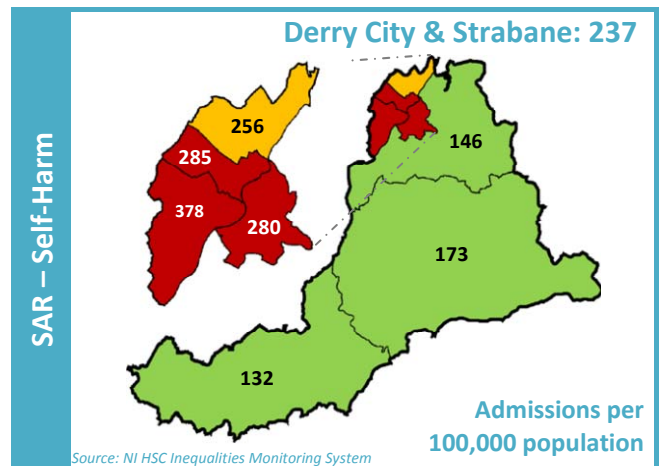 Derry City & Strabane: 237
SAR – Self-Harm
256
285
378
280
146
173
132
Admissions per
100,000 population
Source: NI HSC Inequalities Monitoring System